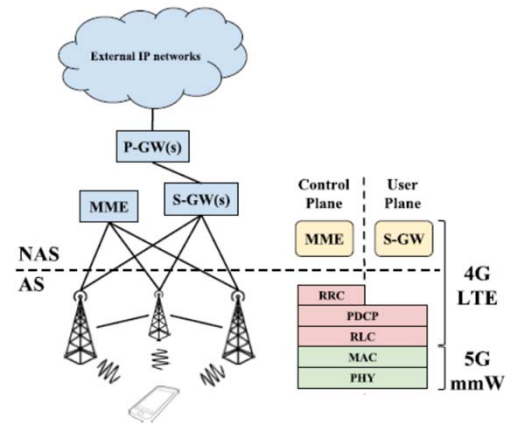 External IP networks
P-GW(s)
MME
S-GW(s)
NAS
AS
Control
Plane
User
Plane
MME
S-GW
RRC
PDCP
RLC
MAC
PHY
4G
LTE
5G
mmW